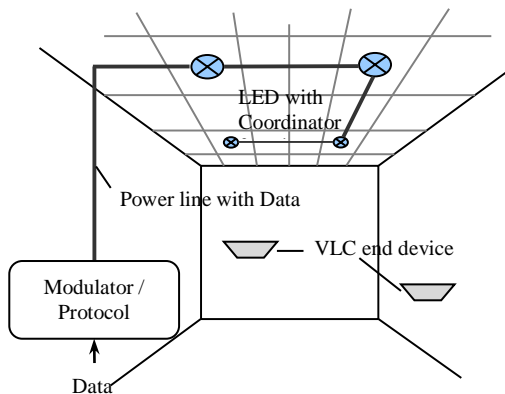 LED with
Coordinator
Power line with Data
VLC end device
Modulator /
Protocol
Data